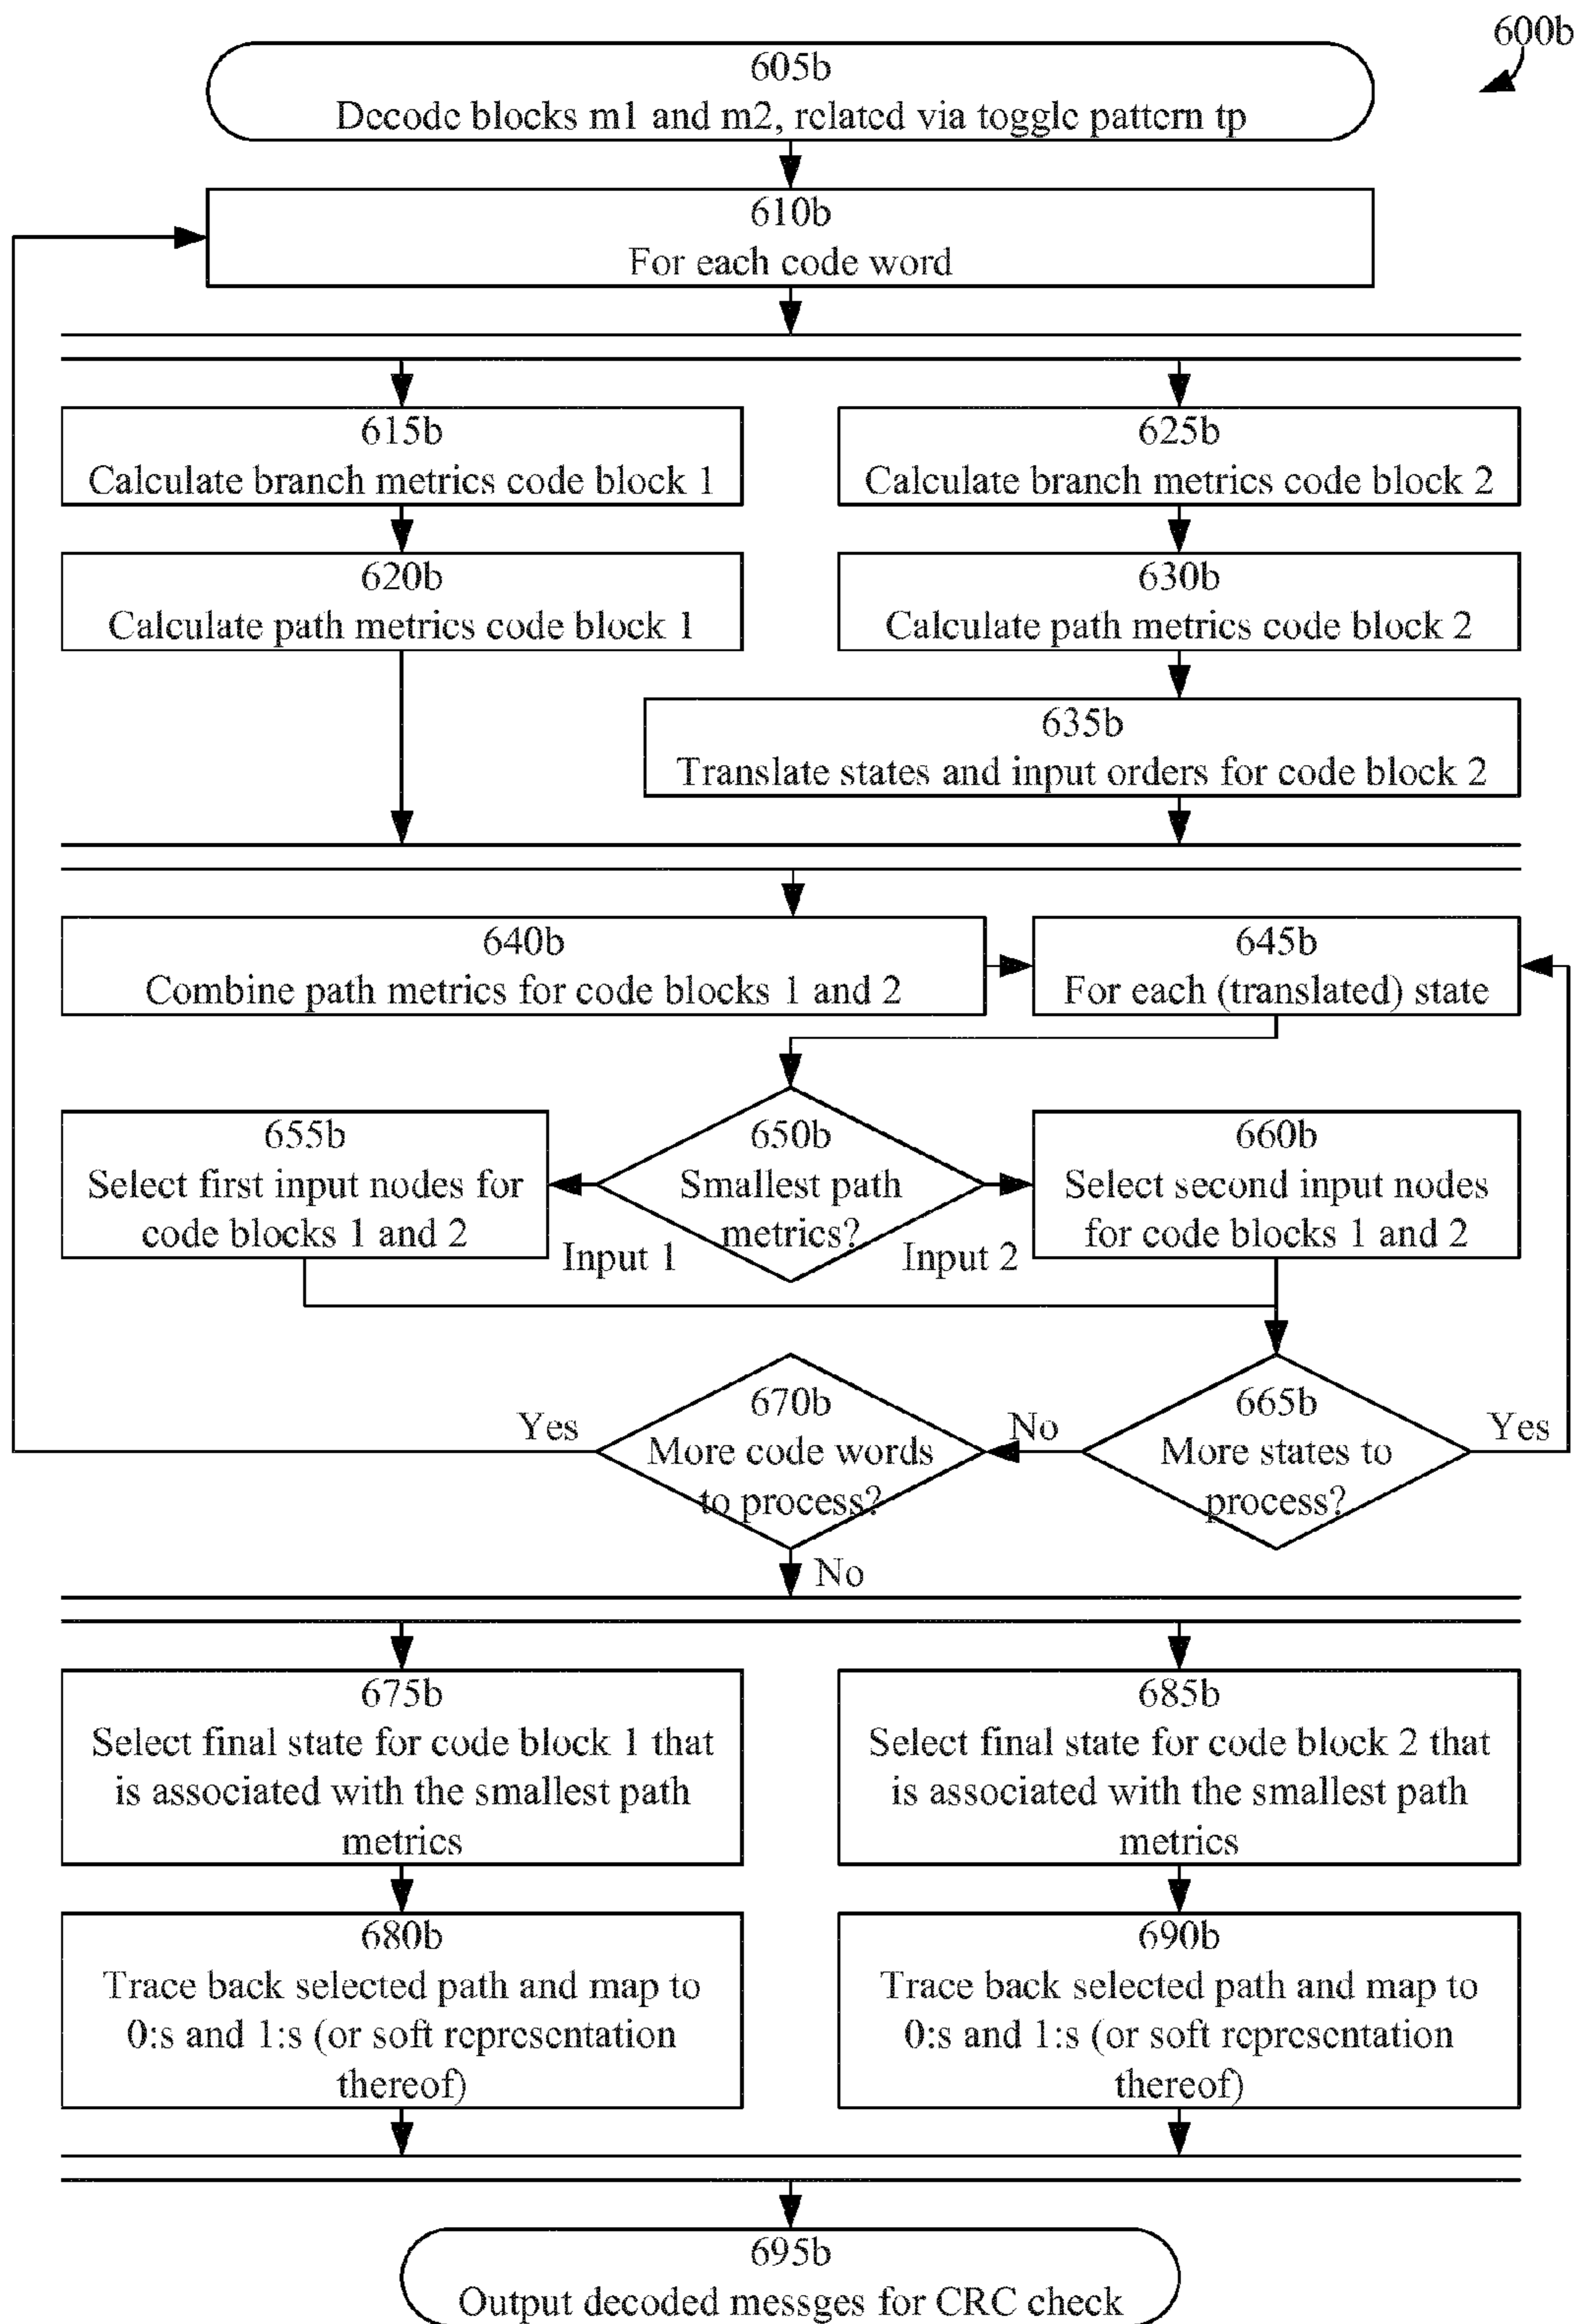 600b
605b
Decode blocks m1 and m2, related via toggle pattern tp
610b
For each code word
615b
Calculate branch metrics code block 1
625b
Calculate branch metrics code block 2
620b
Calculate path metrics code block 1
630b
Calculate path metrics code block 2
635b
Translate states and input orders for code block 2
640b
Combine path metrics for code blocks 1 and 2
645b
For each (translated) state
655b
Select first input nodes for
code blocks 1 and 2
650b
Smallest path
metrics?
660b
Select second input nodes
for code blocks 1 and 2
Input 1
Input 2
Yes
670b
More code words
to process?
No
665b
More states to
process?
Yes
No
675b
Select final state for code block 1 that
is associated with the smallest path
metrics
685b
Select final state for code block 2 that
is associated with the smallest path
metrics
680b
Trace back selected path and map to
0:s and 1:s (or soft representation
thereof)
690b
Trace back selected path and map to
0:s and 1:s (or soft representation
thereof)
695b
Output decoded messges for CRC check